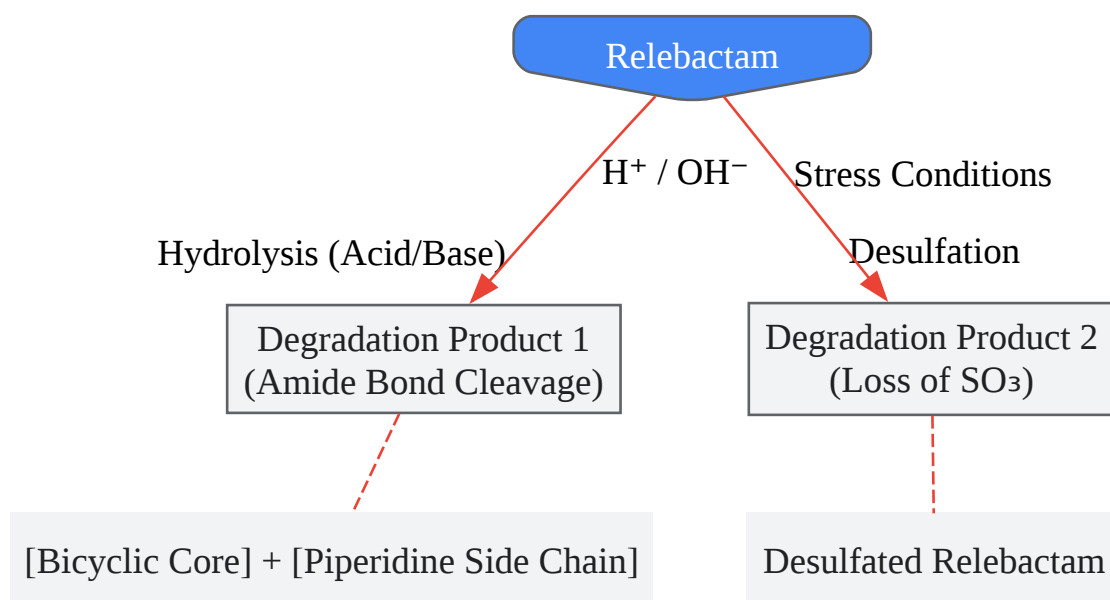 Relebactam
H⁺ / OH⁻
Stress Conditions
Hydrolysis (Acid/Base)
Desulfation
Degradation Product 1
(Amide Bond Cleavage)
Degradation Product 2
(Loss of SO₃)
[Bicyclic Core] + [Piperidine Side Chain]
Desulfated Relebactam